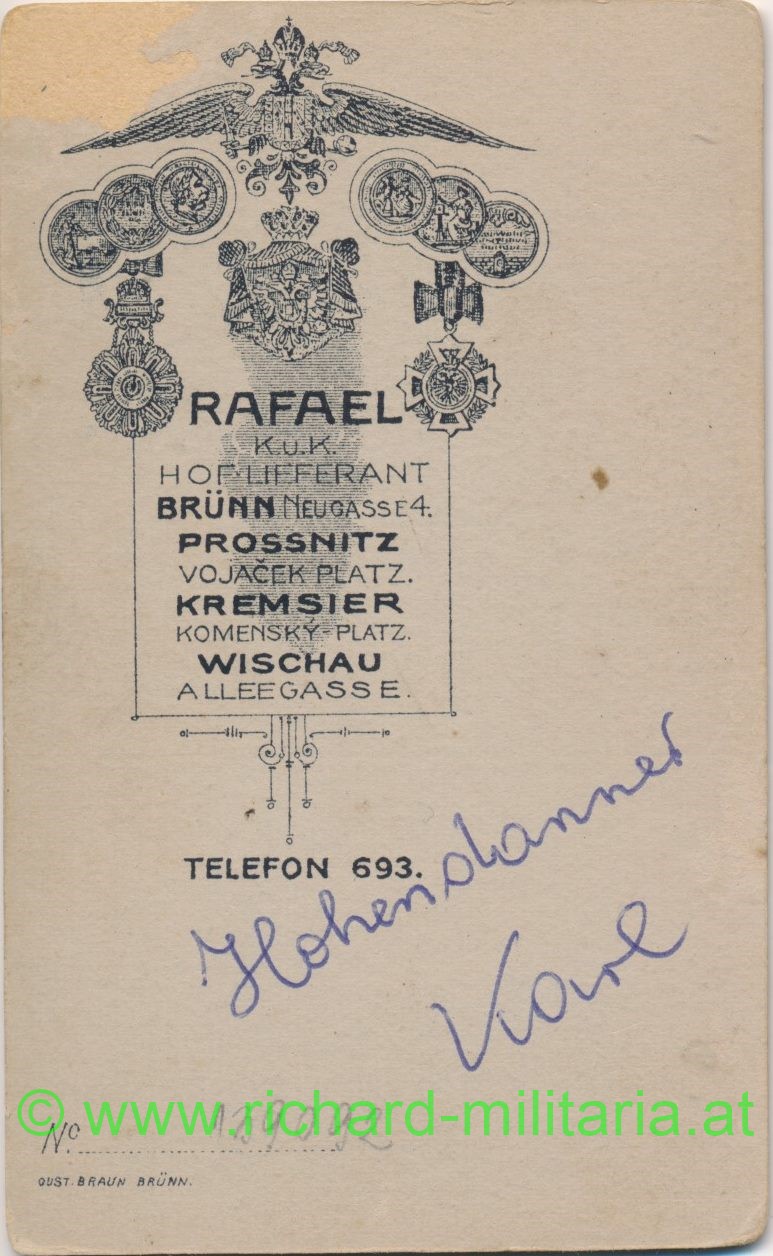 RAFAEL
K.u.K.
HOF-LIEFERANT
BRÜNN NEUGASSE 4.
PROSSNITZ
VOJAČEK PLATZ.
KREMSIER
KOMENSKÝ-PLATZ.
WISCHAU
ALLEEGASSE.
TELEFON 693.
Hohendanner
Karl
© www.richard-militaria.at
No.
GUST. BRAUN BRÜNN.